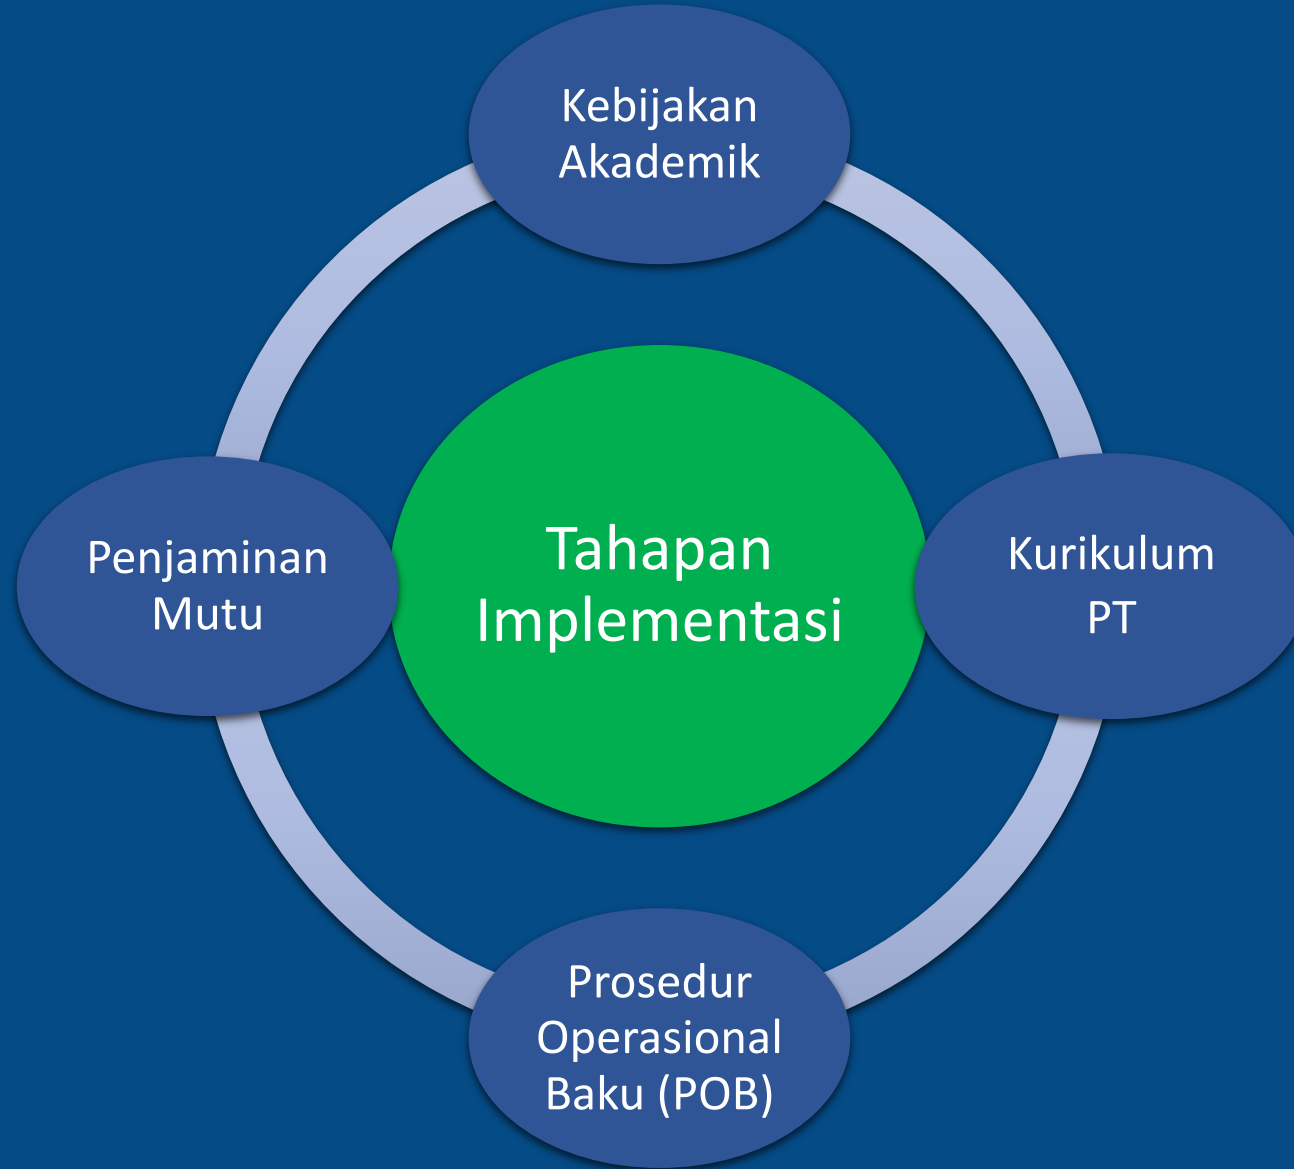 Kebijakan
Akademik
Penjaminan
Mutu
Tahapan
Implementasi
Kurikulum
PT
Prosedur
Operasional
Baku (POB)